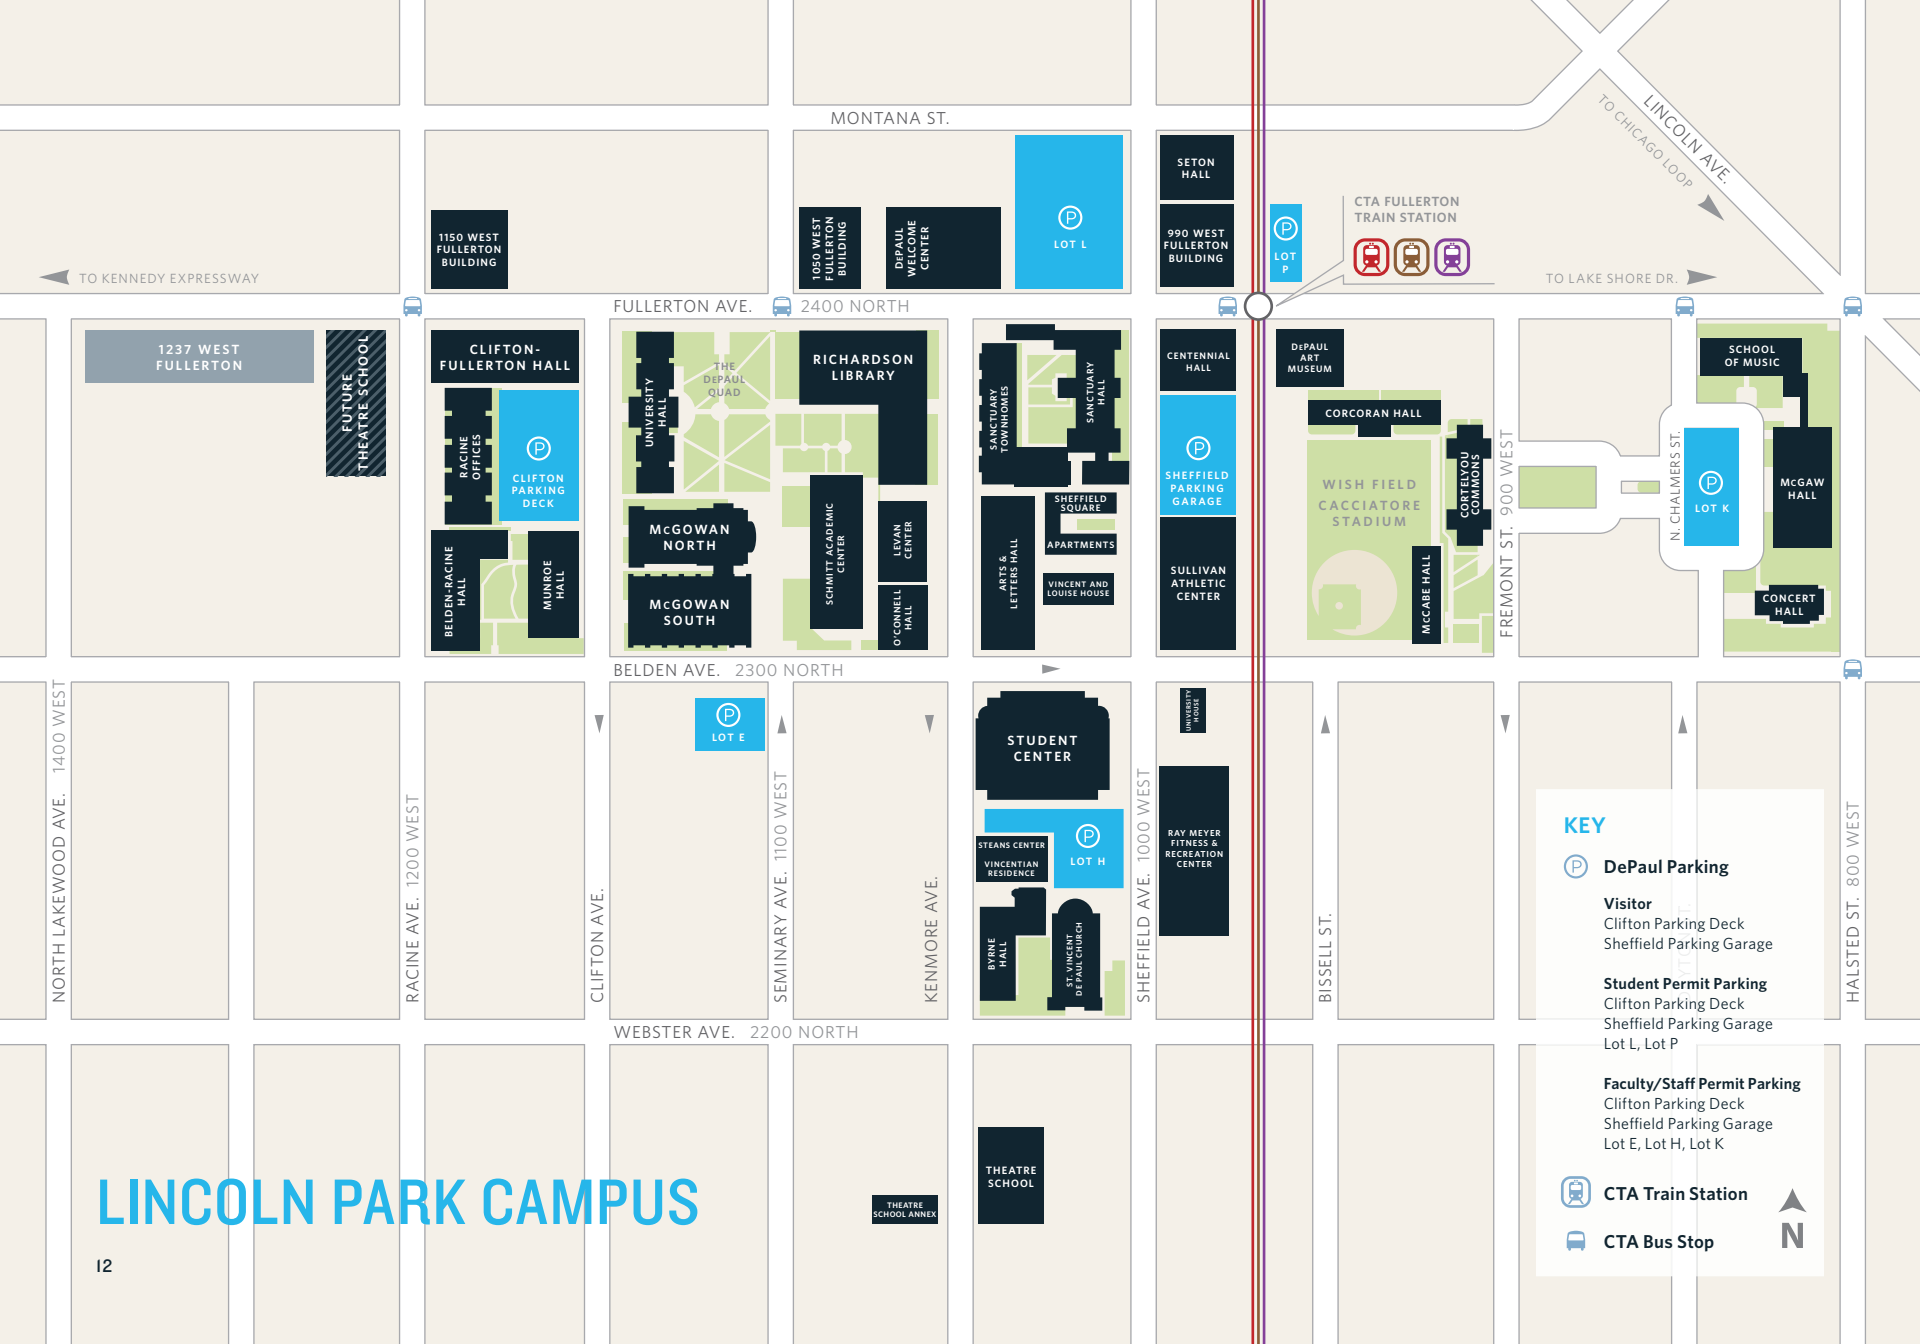 MONTANA ST.
LINCOLN AVE.
TO CHICAGO LOOP
SETON
HALL
990 WEST
FULLERTON
BUILDING
LOT L
LOT
P
CTA FULLERTON
TRAIN STATION
1150 WEST
FULLERTON
BUILDING
1050 WEST
FULLERTON
BUILDING
DePAUL
WELCOME
CENTER
TO KENNEDY EXPRESSWAY
TO LAKE SHORE DR.
FULLERTON AVE.
2400 NORTH
1237 WEST
FULLERTON
FUTURE
THEATRE SCHOOL
CLIFTON-
FULLERTON HALL
RACINE
OFFICES
P
CLIFTON
PARKING
DECK
BELDEN-RACINE
HALL
MUNROE
HALL
UNIVERSITY
HALL
THE
DePAUL
QUAD
RICHARDSON
LIBRARY
McGOWAN
NORTH
McGOWAN
SOUTH
SCHMITT ACADEMIC
CENTER
LEVAN
CENTER
O'CONNELL
HALL
SANCTUARY
TOWNHOMES
SANCTUARY
HALL
SHEFFIELD
SQUARE
APARTMENTS
ARTS &
LETTERS HALL
VINCENT AND
LOUISE HOUSE
CENTENNIAL
HALL
P
SHEFFIELD
PARKING
GARAGE
SULLIVAN
ATHLETIC
CENTER
DePAUL
ART
MUSEUM
CORCORAN HALL
WISH FIELD
CACCIATORE
STADIUM
CORTELYOU
COMMONS
McCABE HALL
FREMONT ST. 900 WEST
N. CHALMERS ST.
P
LOT K
SCHOOL
OF MUSIC
McGAW
HALL
CONCERT
HALL
BELDEN AVE.
2300 NORTH
P
LOT E
STUDENT
CENTER
UNIVERSITY
HOUSE
STEANS CENTER
VINCENTIAN
RESIDENCE
P
LOT H
BYRNE
HALL
ST. VINCENT
DE PAUL CHURCH
RAY MEYER
FITNESS &
RECREATION
CENTER
NORTH LAKEWOOD AVE. 1400 WEST
RACINE AVE. 1200 WEST
CLIFTON AVE.
SEMINARY AVE. 1100 WEST
KENMORE AVE.
SHEFFIELD AVE. 1000 WEST
BISSELL ST.
HALSTED ST. 800 WEST
WEBSTER AVE.
2200 NORTH
THEATRE
SCHOOL
THEATRE
SCHOOL ANNEX
KEY
P DePaul Parking
Visitor
Clifton Parking Deck
Sheffield Parking Garage
Student Permit Parking
Clifton Parking Deck
Sheffield Parking Garage
Lot L, Lot P
Faculty/Staff Permit Parking
Clifton Parking Deck
Sheffield Parking Garage
Lot E, Lot H, Lot K
CTA Train Station
CTA Bus Stop
N
LINCOLN PARK CAMPUS
12